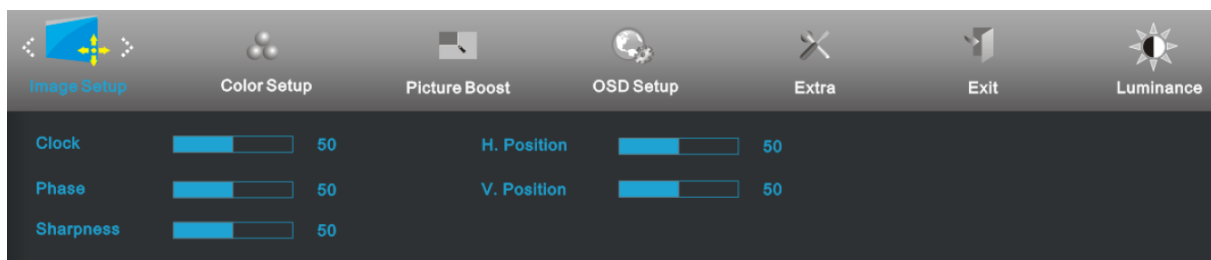 Image Setup Color Setup Picture Boost OSD Setup Extra Exit Luminance
Clock 50 H. Position 50
Phase 50 V. Position 50
Sharpness 50